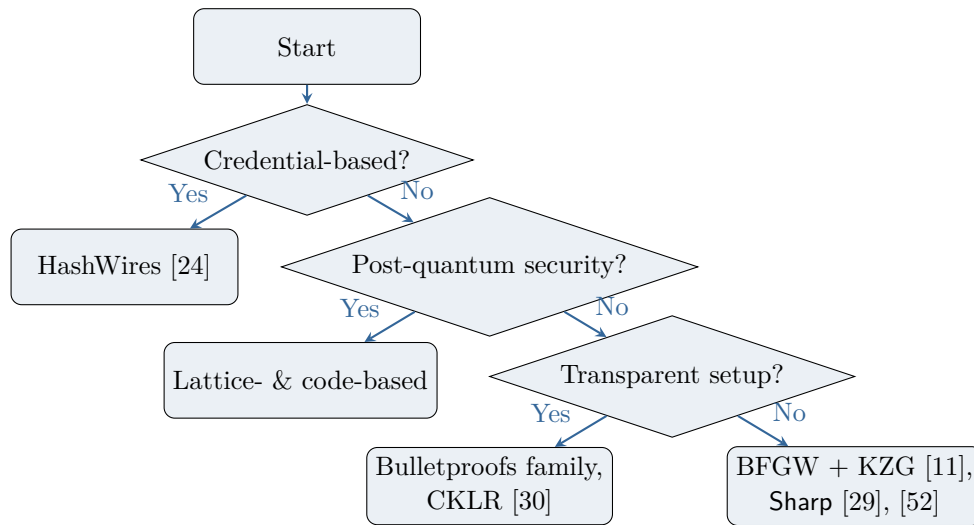 Start
Credential-based?
Yes
No
HashWires [24]
Post-quantum security?
Yes
No
Lattice- & code-based
Transparent setup?
Yes
No
Bulletproofs family,
CKLR [30]
BFGW + KZG [11],
Sharp [29], [52]